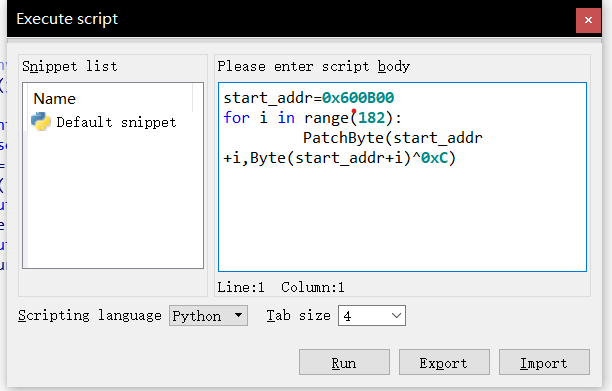 Execute script
Snippet list
Please enter script body
Name
Default snippet
start_addr=0x600B00
for i in range(182):
PatchByte(start_addr
+i,Byte(start_addr+i)^0xC)
Line:1 Column:1
Scripting language Python Tab size 4
Run Export Import